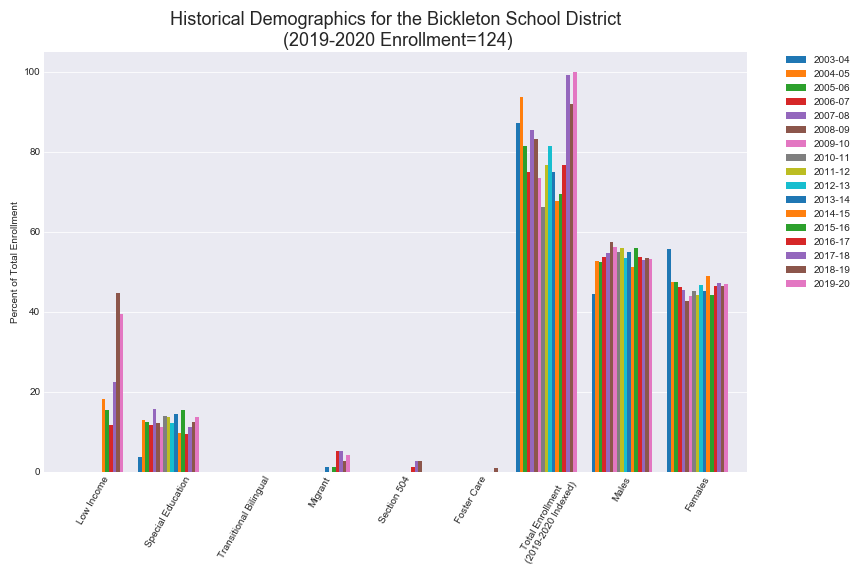 Historical Demographics for the Bickleton School District
(2019-2020 Enrollment=124)
Percent of Total Enrollment
100
80
60
40
20
0
Low Income
Special Education
Transitional Bilingual
Migrant
Section 504
Foster Care
Total Enrollment
(2019-2020 Indexed)
Males
Females
2003-04
2004-05
2005-06
2006-07
2007-08
2008-09
2009-10
2010-11
2011-12
2012-13
2013-14
2014-15
2015-16
2016-17
2017-18
2018-19
2019-20